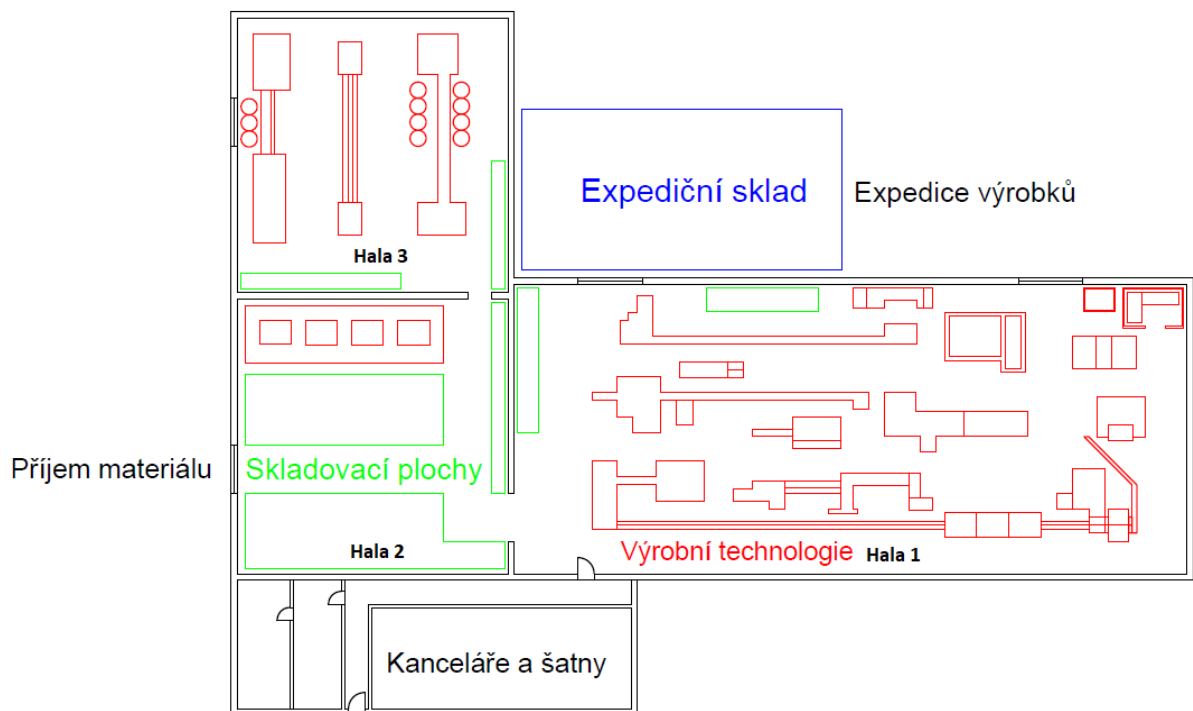 Expediční sklad
Expedice výrobků
Hala 3
Příjem materiálu
Skladovací plochy
Hala 2
Výrobní technologie
Hala 1
Kanceláře a šatny